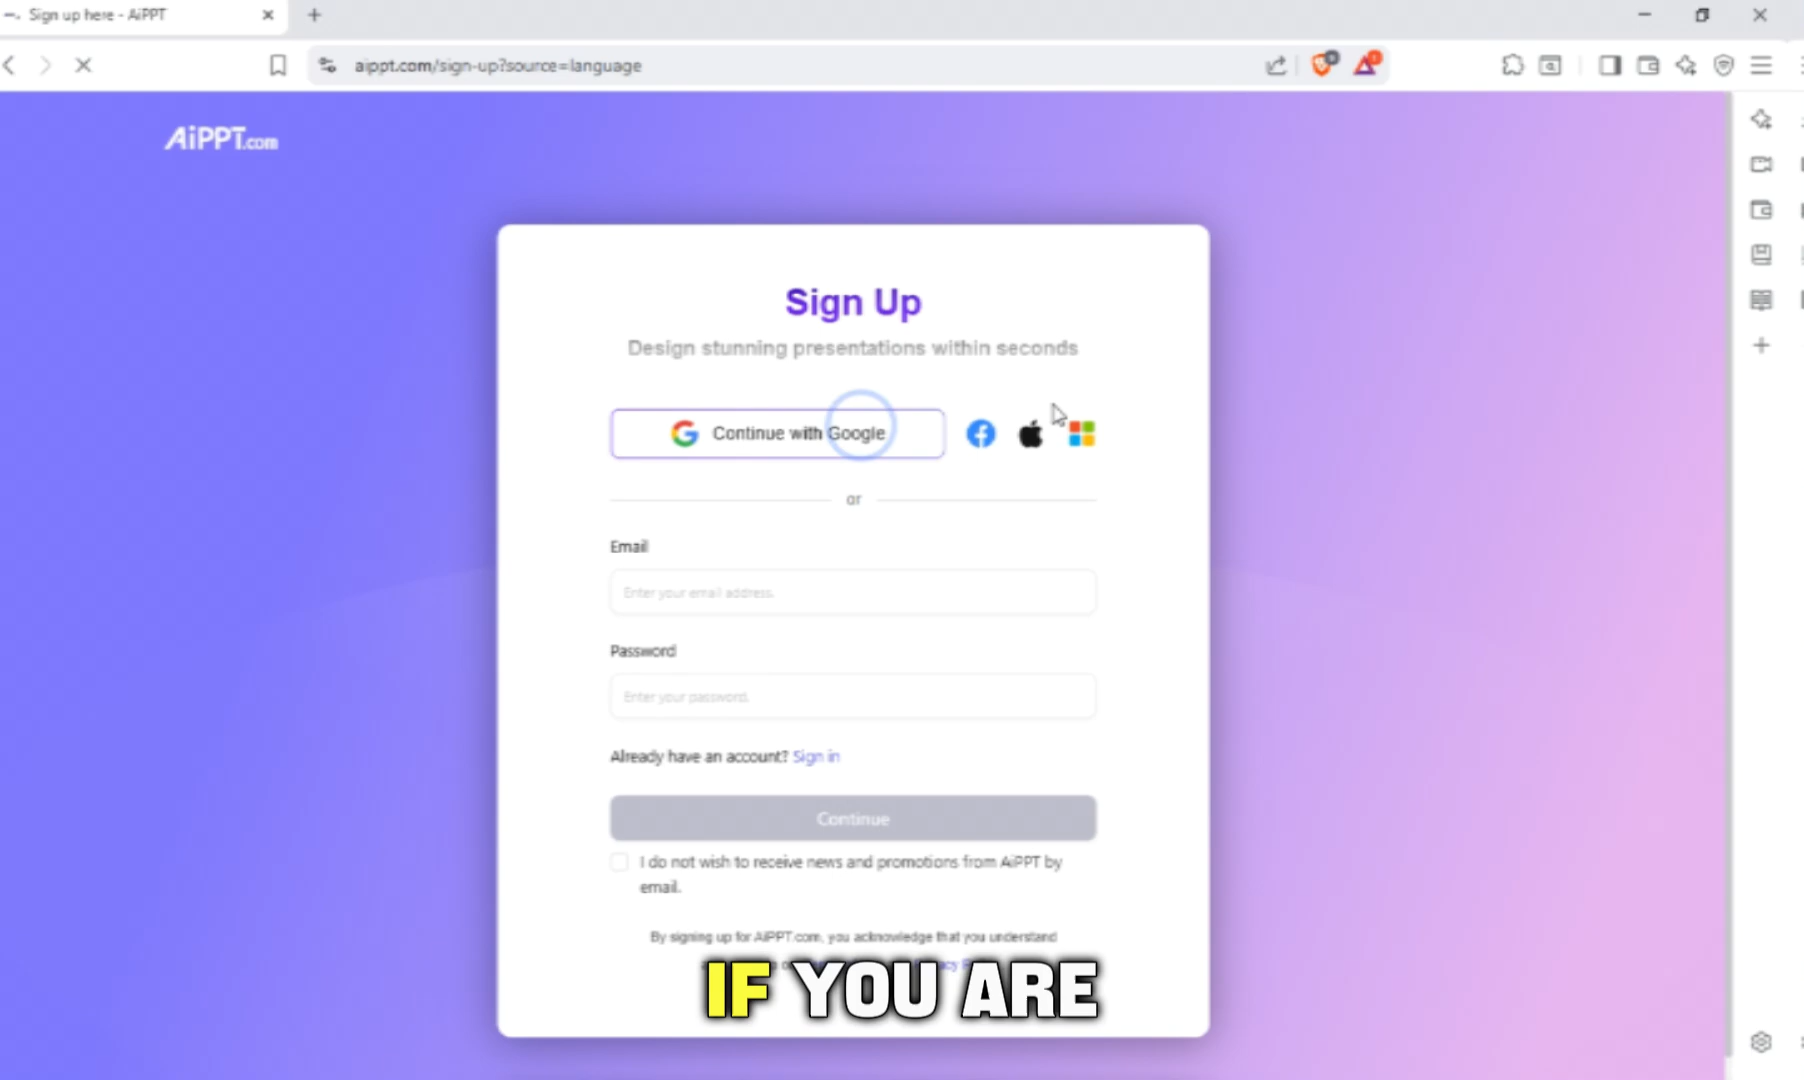 Sign up here - AiPPT
aippt.com/sign-up?source=language
AiPPT.com
Sign Up
Design stunning presentations within seconds
Continue with Google
or
Email
Enter your email address.
Password
Enter your password.
Already have an account? Sign in
Continue
I do not wish to receive news and promotions from AiPPT by
email.
By signing up for AiPPT.com, you acknowledge that you understand
IF YOU ARE